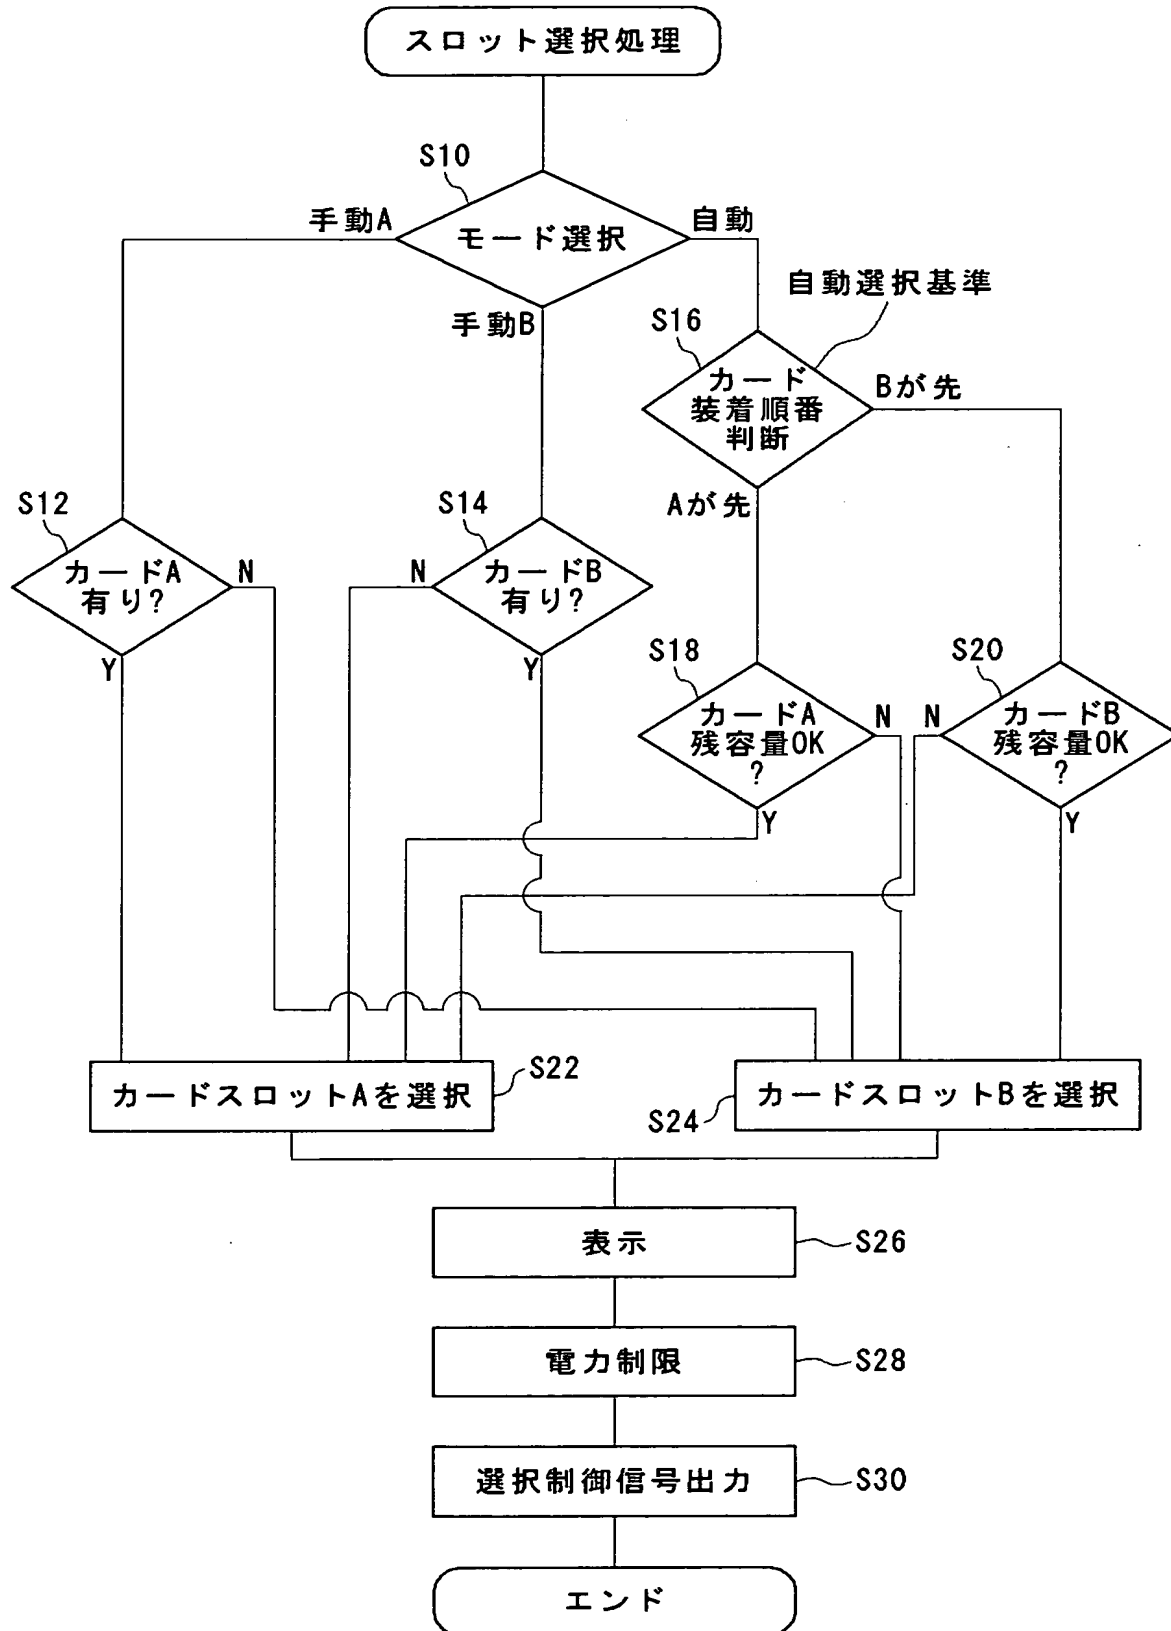 スロット選択処理
S10
手動A
モード選択
自動
手動B
自動選択基準
S16
カード
装着順番
判断
Bが先
Aが先
S12
カードA
有り?
N
Y
S14
N
カードB
有り?
Y
S18
カードA
残容量OK
?
N
Y
S20
N
カードB
残容量OK
?
Y
カードスロットAを選択
S22
S24
カードスロットBを選択
表示
S26
電力制限
S28
選択制御信号出力
S30
エンド